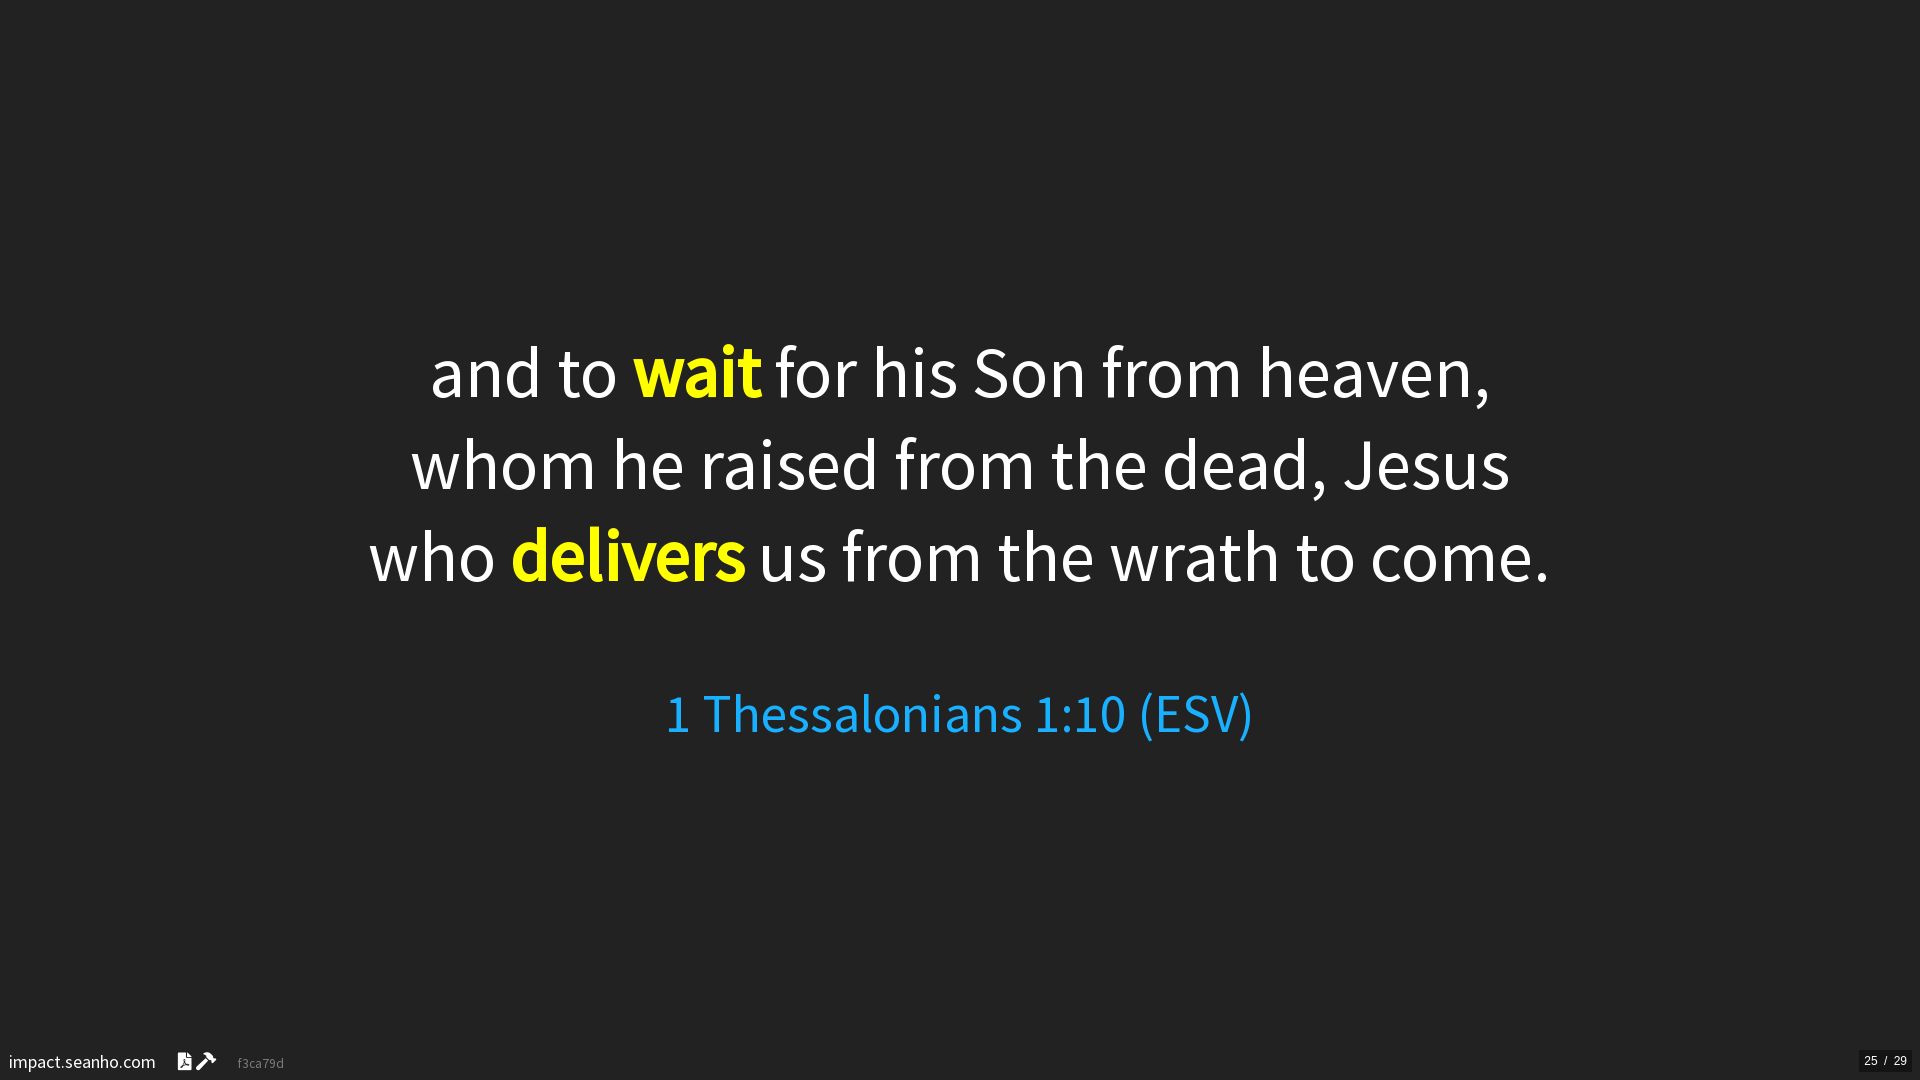 and to wait for his Son from heaven,
whom he raised from the dead, Jesus
who delivers us from the wrath to come.
1 Thessalonians 1:10 (ESV)
impact.seanho.com f3ca79d
25 / 29